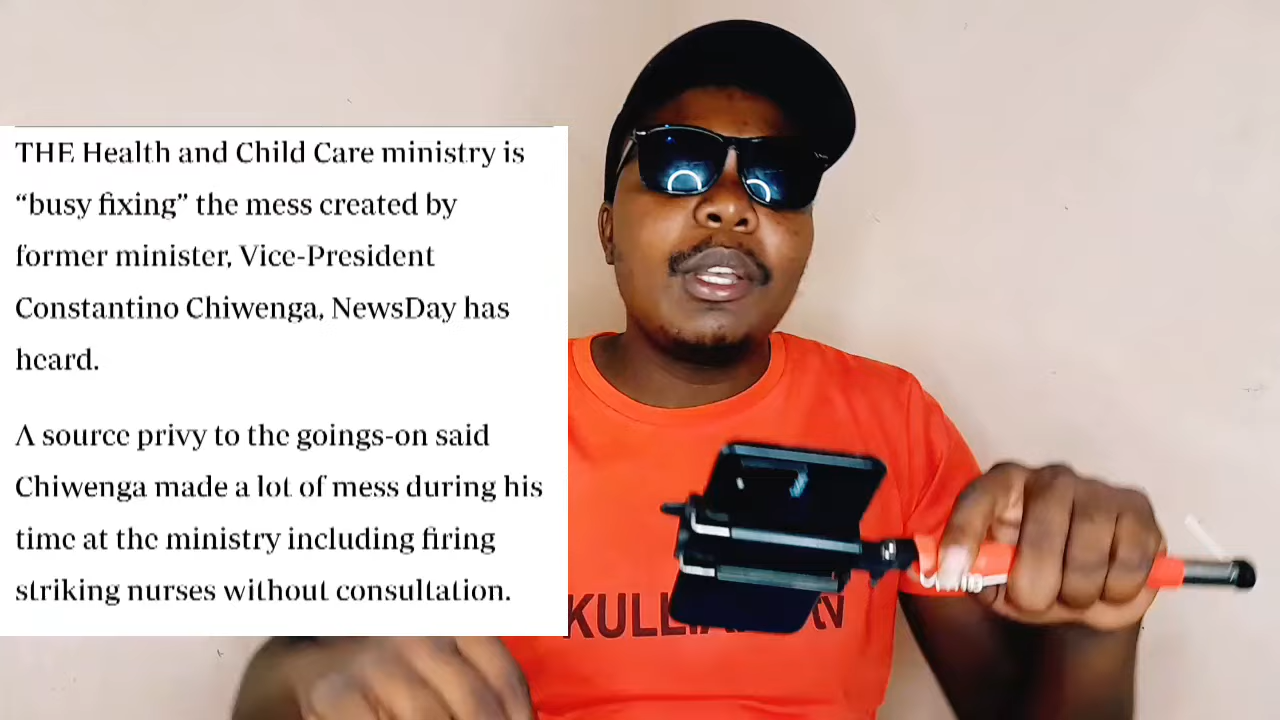 THE Health and Child Care ministry is
“busy fixing” the mess created by
former minister, Vice-President
Constantino Chiwenga, NewsDay has
heard.
A source privy to the goings-on said
Chiwenga made a lot of mess during his
time at the ministry including firing
striking nurses without consultation.